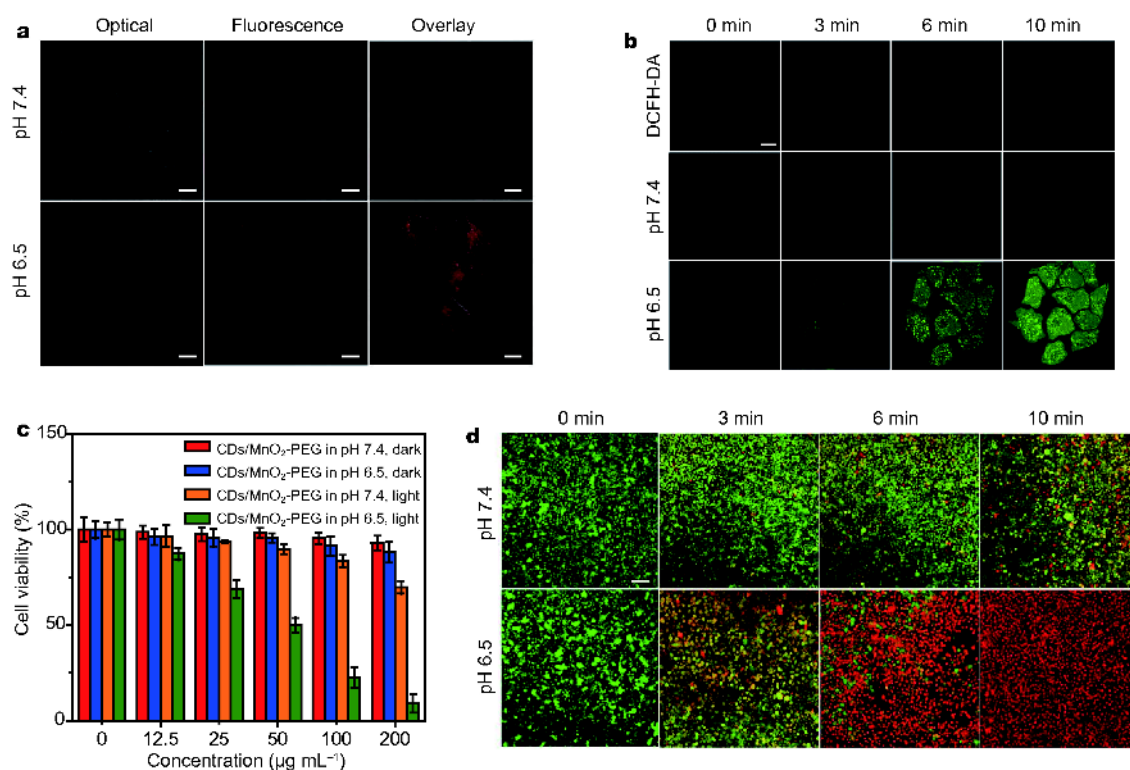 a
Optical Fluorescence Overlay
pH 7.4
pH 6.5
b
0 min 3 min 6 min 10 min
DCFH-DA
pH 7.4
pH 6.5
c
150
100
50
0
Cell viability (%)
CDs/MnO₂-PEG in pH 7.4, dark
CDs/MnO₂-PEG in pH 6.5, dark
CDs/MnO₂-PEG in pH 7.4, light
CDs/MnO₂-PEG in pH 6.5, light
0 12.5 25 50 100 200
Concentration (μg mL⁻¹)
d
0 min 3 min 6 min 10 min
pH 7.4
pH 6.5